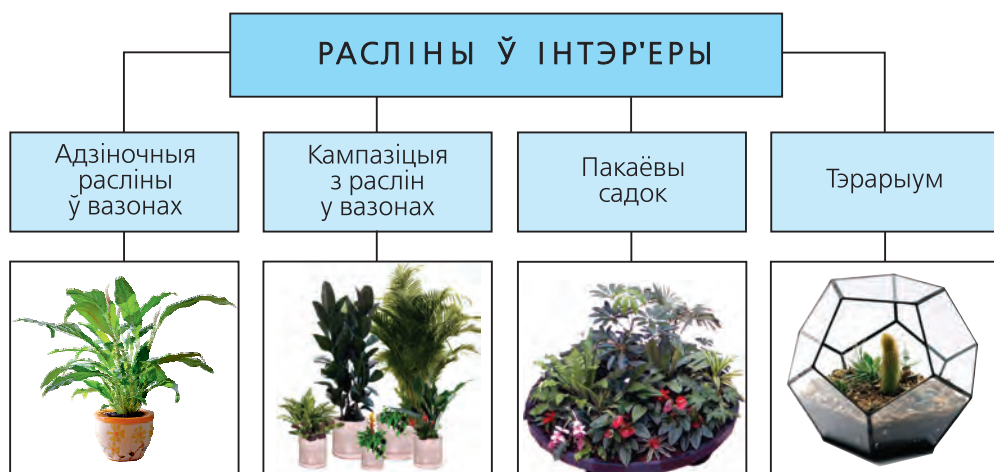 РАСЛІНЫ Ў ІНТЭР'ЕРЫ
Адзіночныя
расліны
ў вазонах
Кампазіцыя
з раслін
у вазонах
Пакаёвы
садок
Тэрарыум